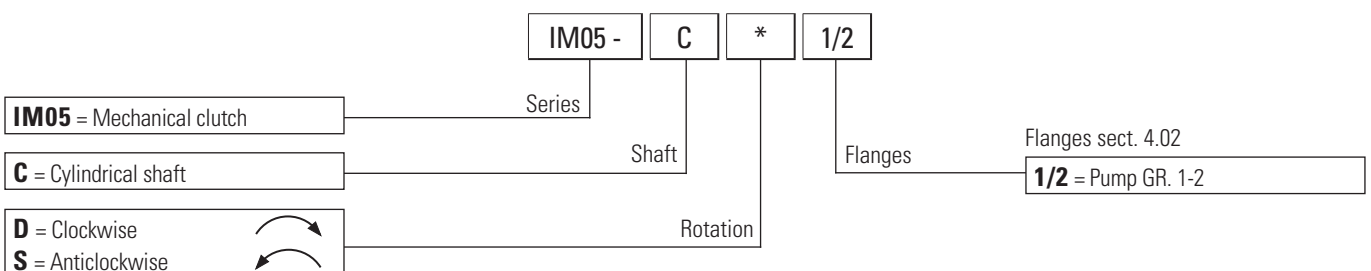 IM05 - C * 1/2
Series
IM05 = Mechanical clutch
Flanges sect. 4.02
Shaft
Flanges
C = Cylindrical shaft
1/2 = Pump GR. 1-2
D = Clockwise
Rotation
S = Anticlockwise